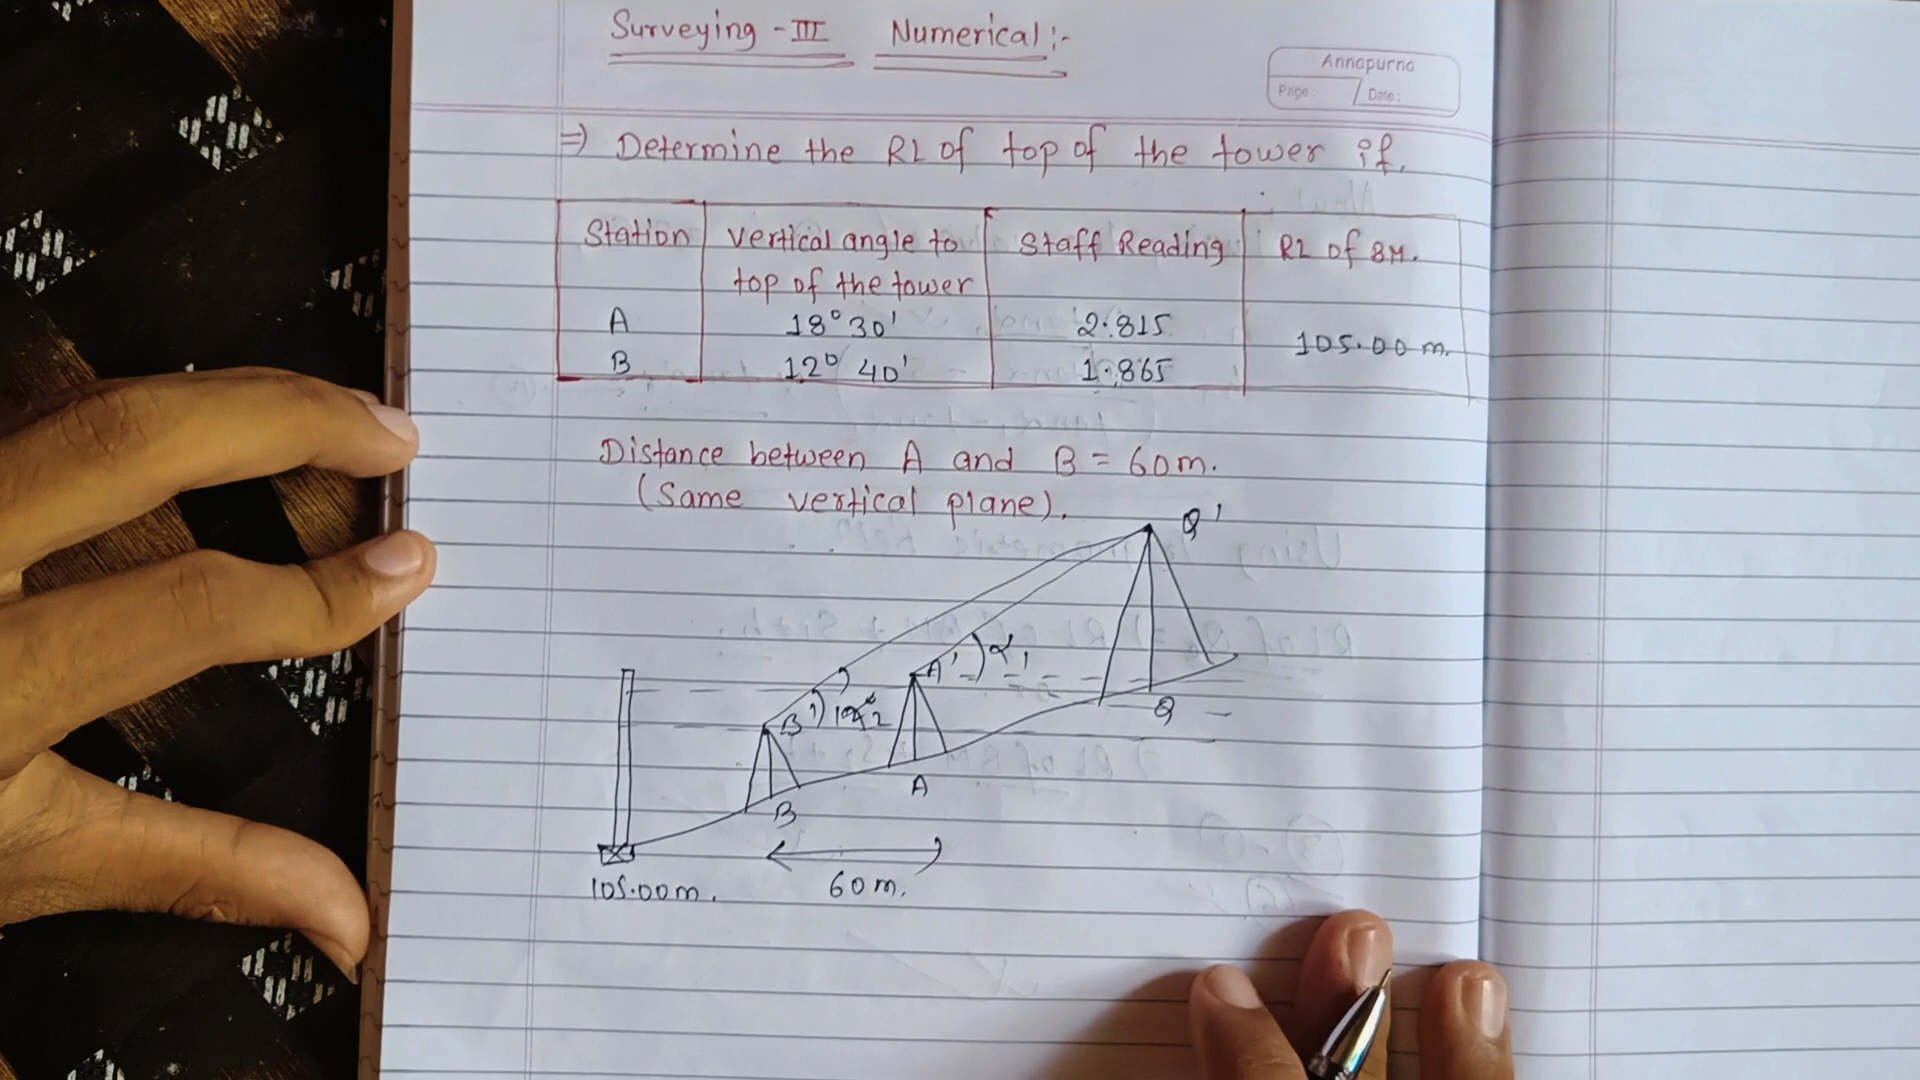 Surveying - III Numerical :-
Annapurna
Page: Date:
⇒ Determine the RL of top of the tower if,
Station Vertical angle to top of the tower Staff Reading RL of BM.
A 18° 30' 2.815 105.00 m.
B 12° 40' 1.865
Distance between A and B = 60m.
(Same vertical plane).
Q'
A' α1
B' α2
Q
A
B
60 m.
105.00m.